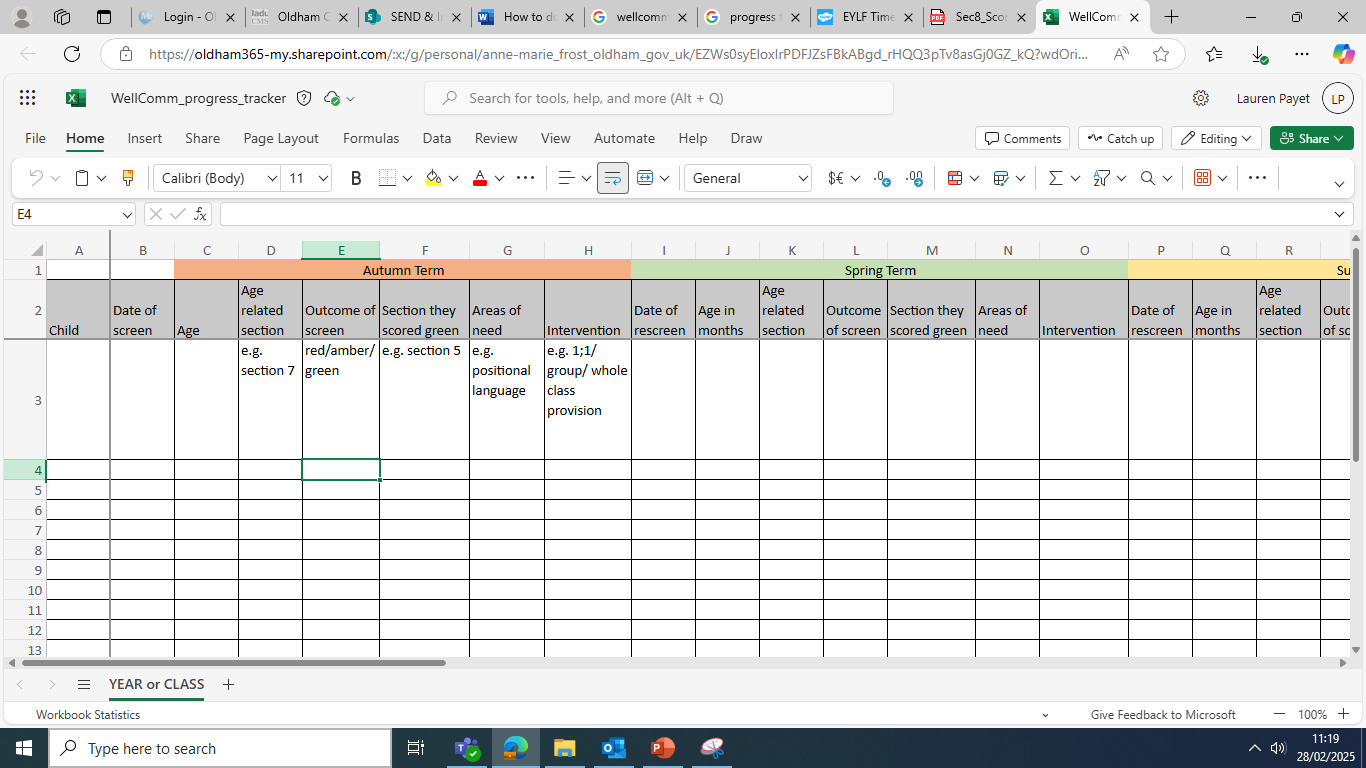 Login - Ol
Oldham C
SEND & In
How to do
wellcomm
progress t
EYLF Time
Sec8_Scor
WellComm
https://oldham365-my.sharepoint.com/:x:/g/personal/anne-marie_frost_oldham_gov_uk/EZWs0syEloxIrPDFJZsFBkABgd_rHQQ3pTv8asGj0GZ_kQ?wdOri...
WellComm_progress_tracker
Search for tools, help, and more (Alt + Q)
Lauren Payet LP
File Home Insert Share Page Layout Formulas Data Review View Automate Help Draw
Comments Catch up Editing Share
Calibri (Body) 11 B A General $€
E4 fx
A B C D E F G H I J K L M N O P Q R
1 Autumn Term Spring Term Su
2
Child
Date of
screen
Age
Age
related
section
Outcome of
screen
Section they
scored green
Areas of
need
Intervention
Date of
rescreen
Age in
months
Age
related
section
Outcome
of screen
Section they
scored green
Areas of
need
Intervention
Date of
rescreen
Age in
months
Age
related
section
Outc
of sc
3
e.g.
section 7
red/amber/
green
e.g. section 5
e.g.
positional
language
e.g. 1;1/
group/ whole
class
provision
4
5
6
7
8
9
10
11
12
13
YEAR or CLASS
Workbook Statistics
Give Feedback to Microsoft
100%
Type here to search
11:19
28/02/2025